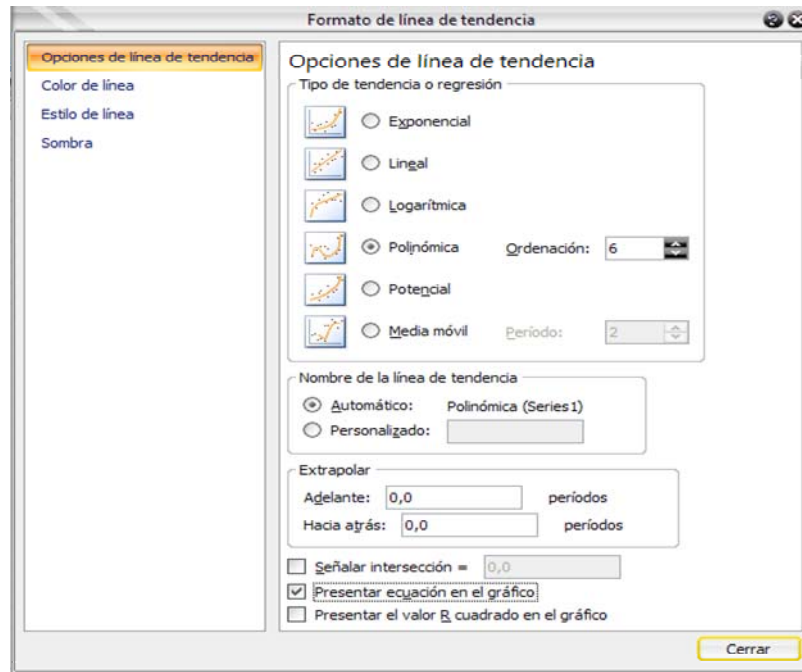 Formato de línea de tendencia
Opciones de línea de tendencia
Color de línea
Estilo de línea
Sombra
Opciones de línea de tendencia
Tipo de tendencia o regresión
Exponencial
Lineal
Logarítmica
Polinómica Ordenación: 6
Potencial
Media móvil Período: 2
Nombre de la línea de tendencia
Automático: Polinómica (Series1)
Personalizado:
Extrapolar
Adelante: 0,0 períodos
Hacia atrás: 0,0 períodos
Señalar intersección = 0,0
Presentar ecuación en el gráfico
Presentar el valor R cuadrado en el gráfico
Cerrar